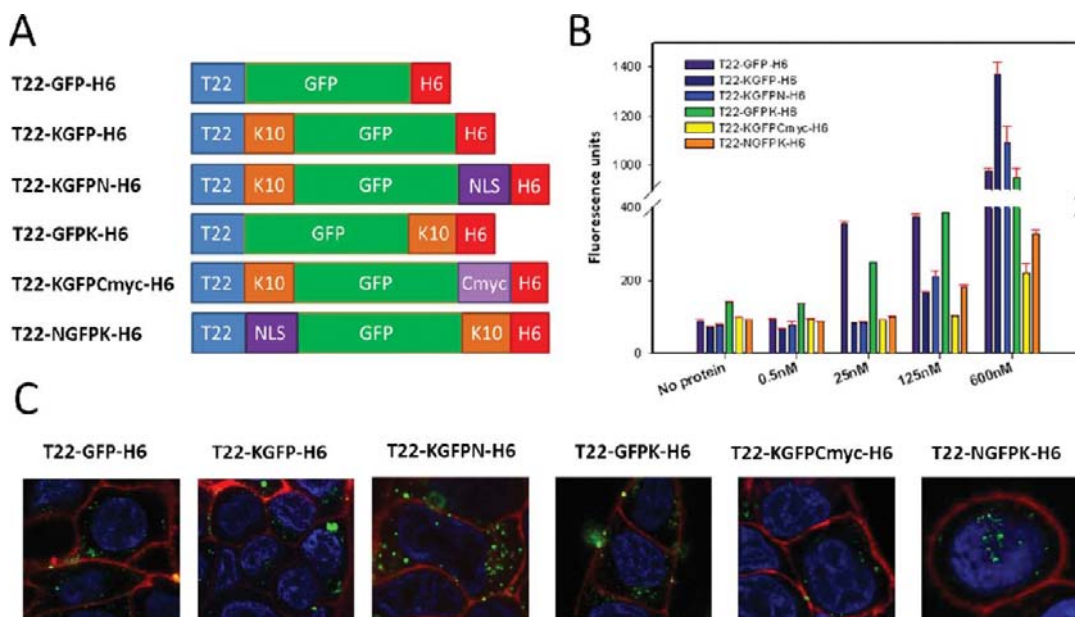 A
T22-GFP-H6
T22 GFP H6
T22-KGFP-H6
T22 K10 GFP H6
T22-KGFPN-H6
T22 K10 GFP NLS H6
T22-GFPK-H6
T22 GFP K10 H6
T22-KGFPCmyc-H6
T22 K10 GFP Cmyc H6
T22-NGFPK-H6
T22 NLS GFP K10 H6
B
Fluorescence units
1400
1200
1000
400
200
0
T22-GFP-H6
T22-KGFP-H6
T22-KGFPN-H6
T22-GFPK-H6
T22-KGFPCmyc-H6
T22-NGFPK-H6
No protein 0.5nM 25nM 125nM 600nM
C
T22-GFP-H6 T22-KGFP-H6 T22-KGFPN-H6 T22-GFPK-H6 T22-KGFPCmyc-H6 T22-NGFPK-H6